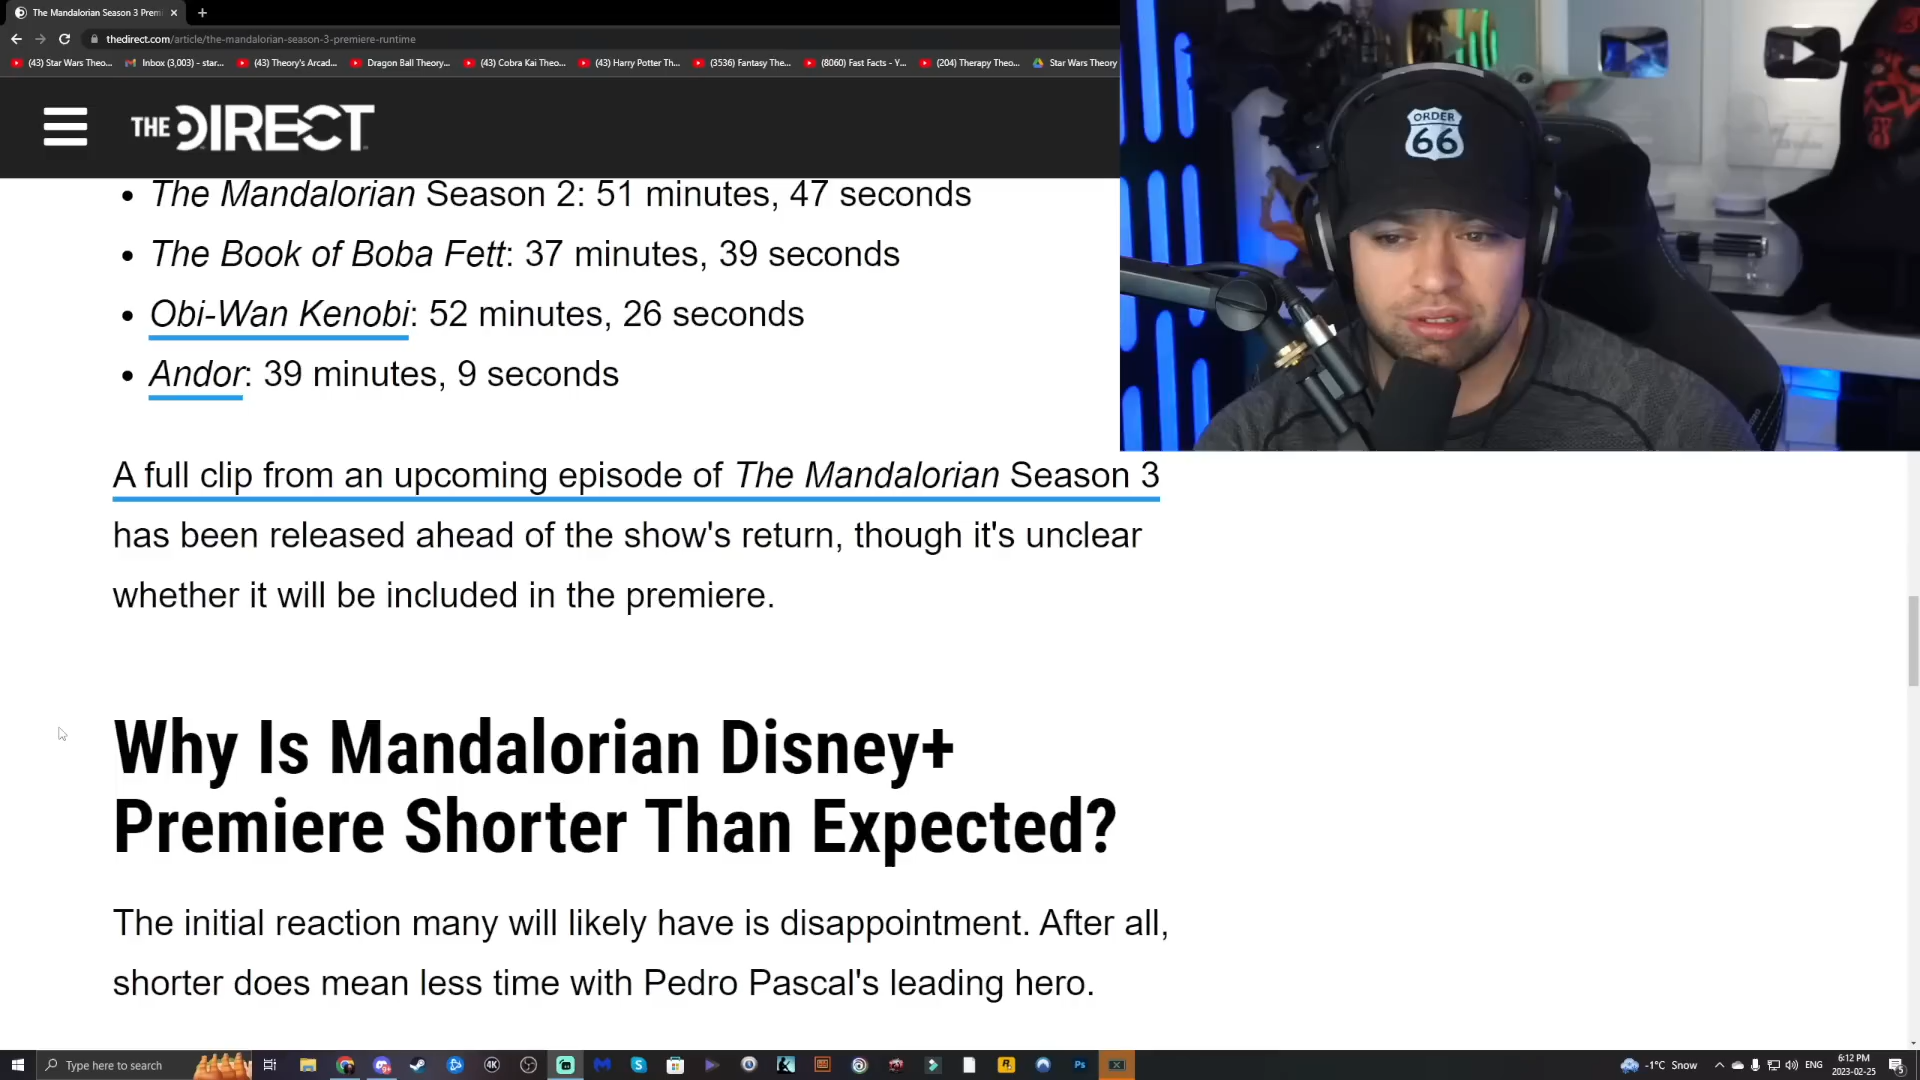 The Mandalorian Season 3 Prem
thedirect.com/article/the-mandalorian-season-3-premiere-runtime
(43) Star Wars Theo...
Inbox (3,003) - star...
(43) Theory's Arcad...
Dragon Ball Theory...
(43) Cobra Kai Theo...
(43) Harry Potter Th...
(3536) Fantasy The...
(8060) Fast Facts - Y...
(204) Therapy Theo...
Star Wars Theory
THE DIRECT
ORDER
66
• The Mandalorian Season 2: 51 minutes, 47 seconds
• The Book of Boba Fett: 37 minutes, 39 seconds
• Obi-Wan Kenobi: 52 minutes, 26 seconds
• Andor: 39 minutes, 9 seconds
A full clip from an upcoming episode of The Mandalorian Season 3
has been released ahead of the show's return, though it's unclear
whether it will be included in the premiere.
Why Is Mandalorian Disney+
Premiere Shorter Than Expected?
The initial reaction many will likely have is disappointment. After all,
shorter does mean less time with Pedro Pascal's leading hero.
Type here to search
4K
Ps
-1°C Snow
ENG
6:12 PM
2023-02-25